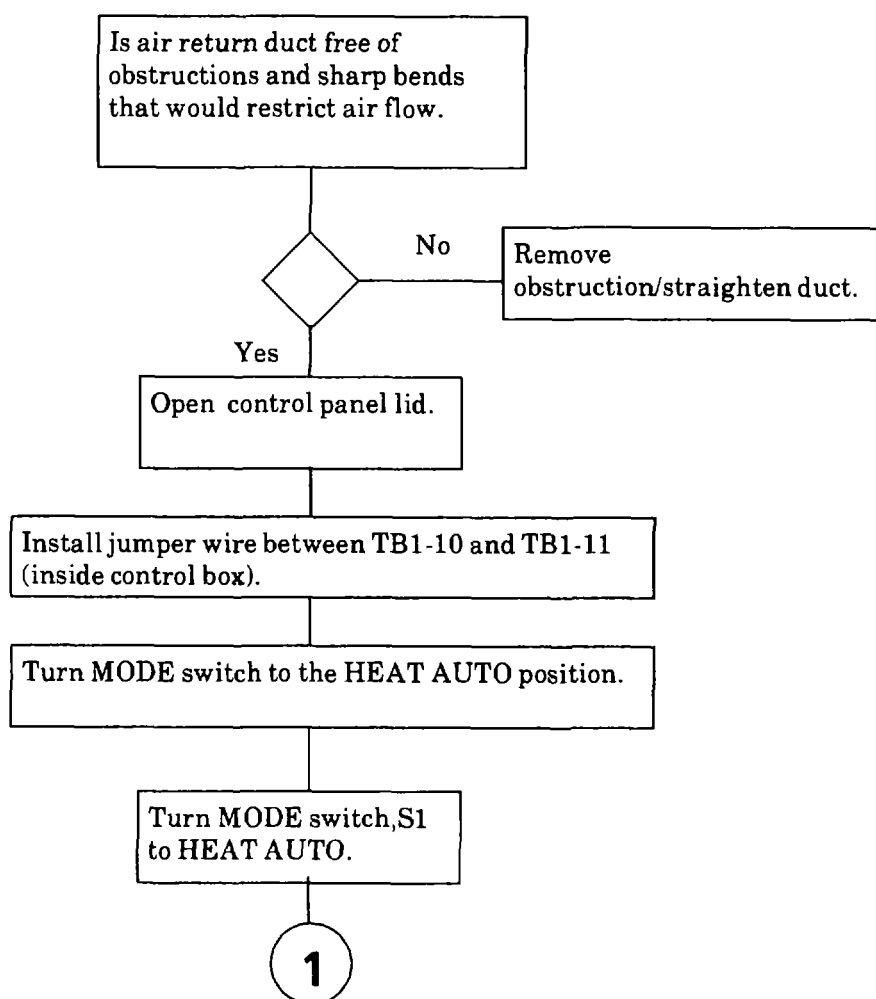 Is air return duct free of
obstructions and sharp bends
that would restrict air flow.
No
Remove
obstruction/straighten duct.
Yes
Open control panel lid.
Install jumper wire between TB1-10 and TB1-11
(inside control box).
Turn MODE switch to the HEAT AUTO position.
Turn MODE switch,S1
to HEAT AUTO.
1